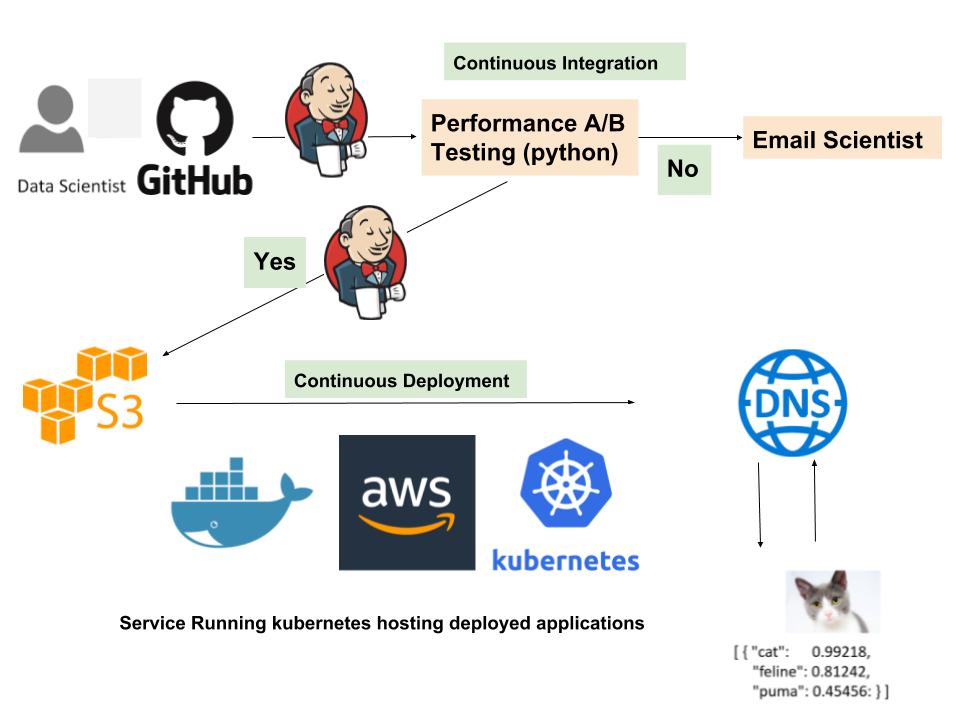 Continuous Integration
Data Scientist
GitHub
Performance A/B
Testing (python)
No
Email Scientist
Yes
S3
Continuous Deployment
DNS
aws
kubernetes
Service Running kubernetes hosting deployed applications
[ { "cat": 0.99218,
"feline": 0.81242,
"puma": 0.45456: } ]